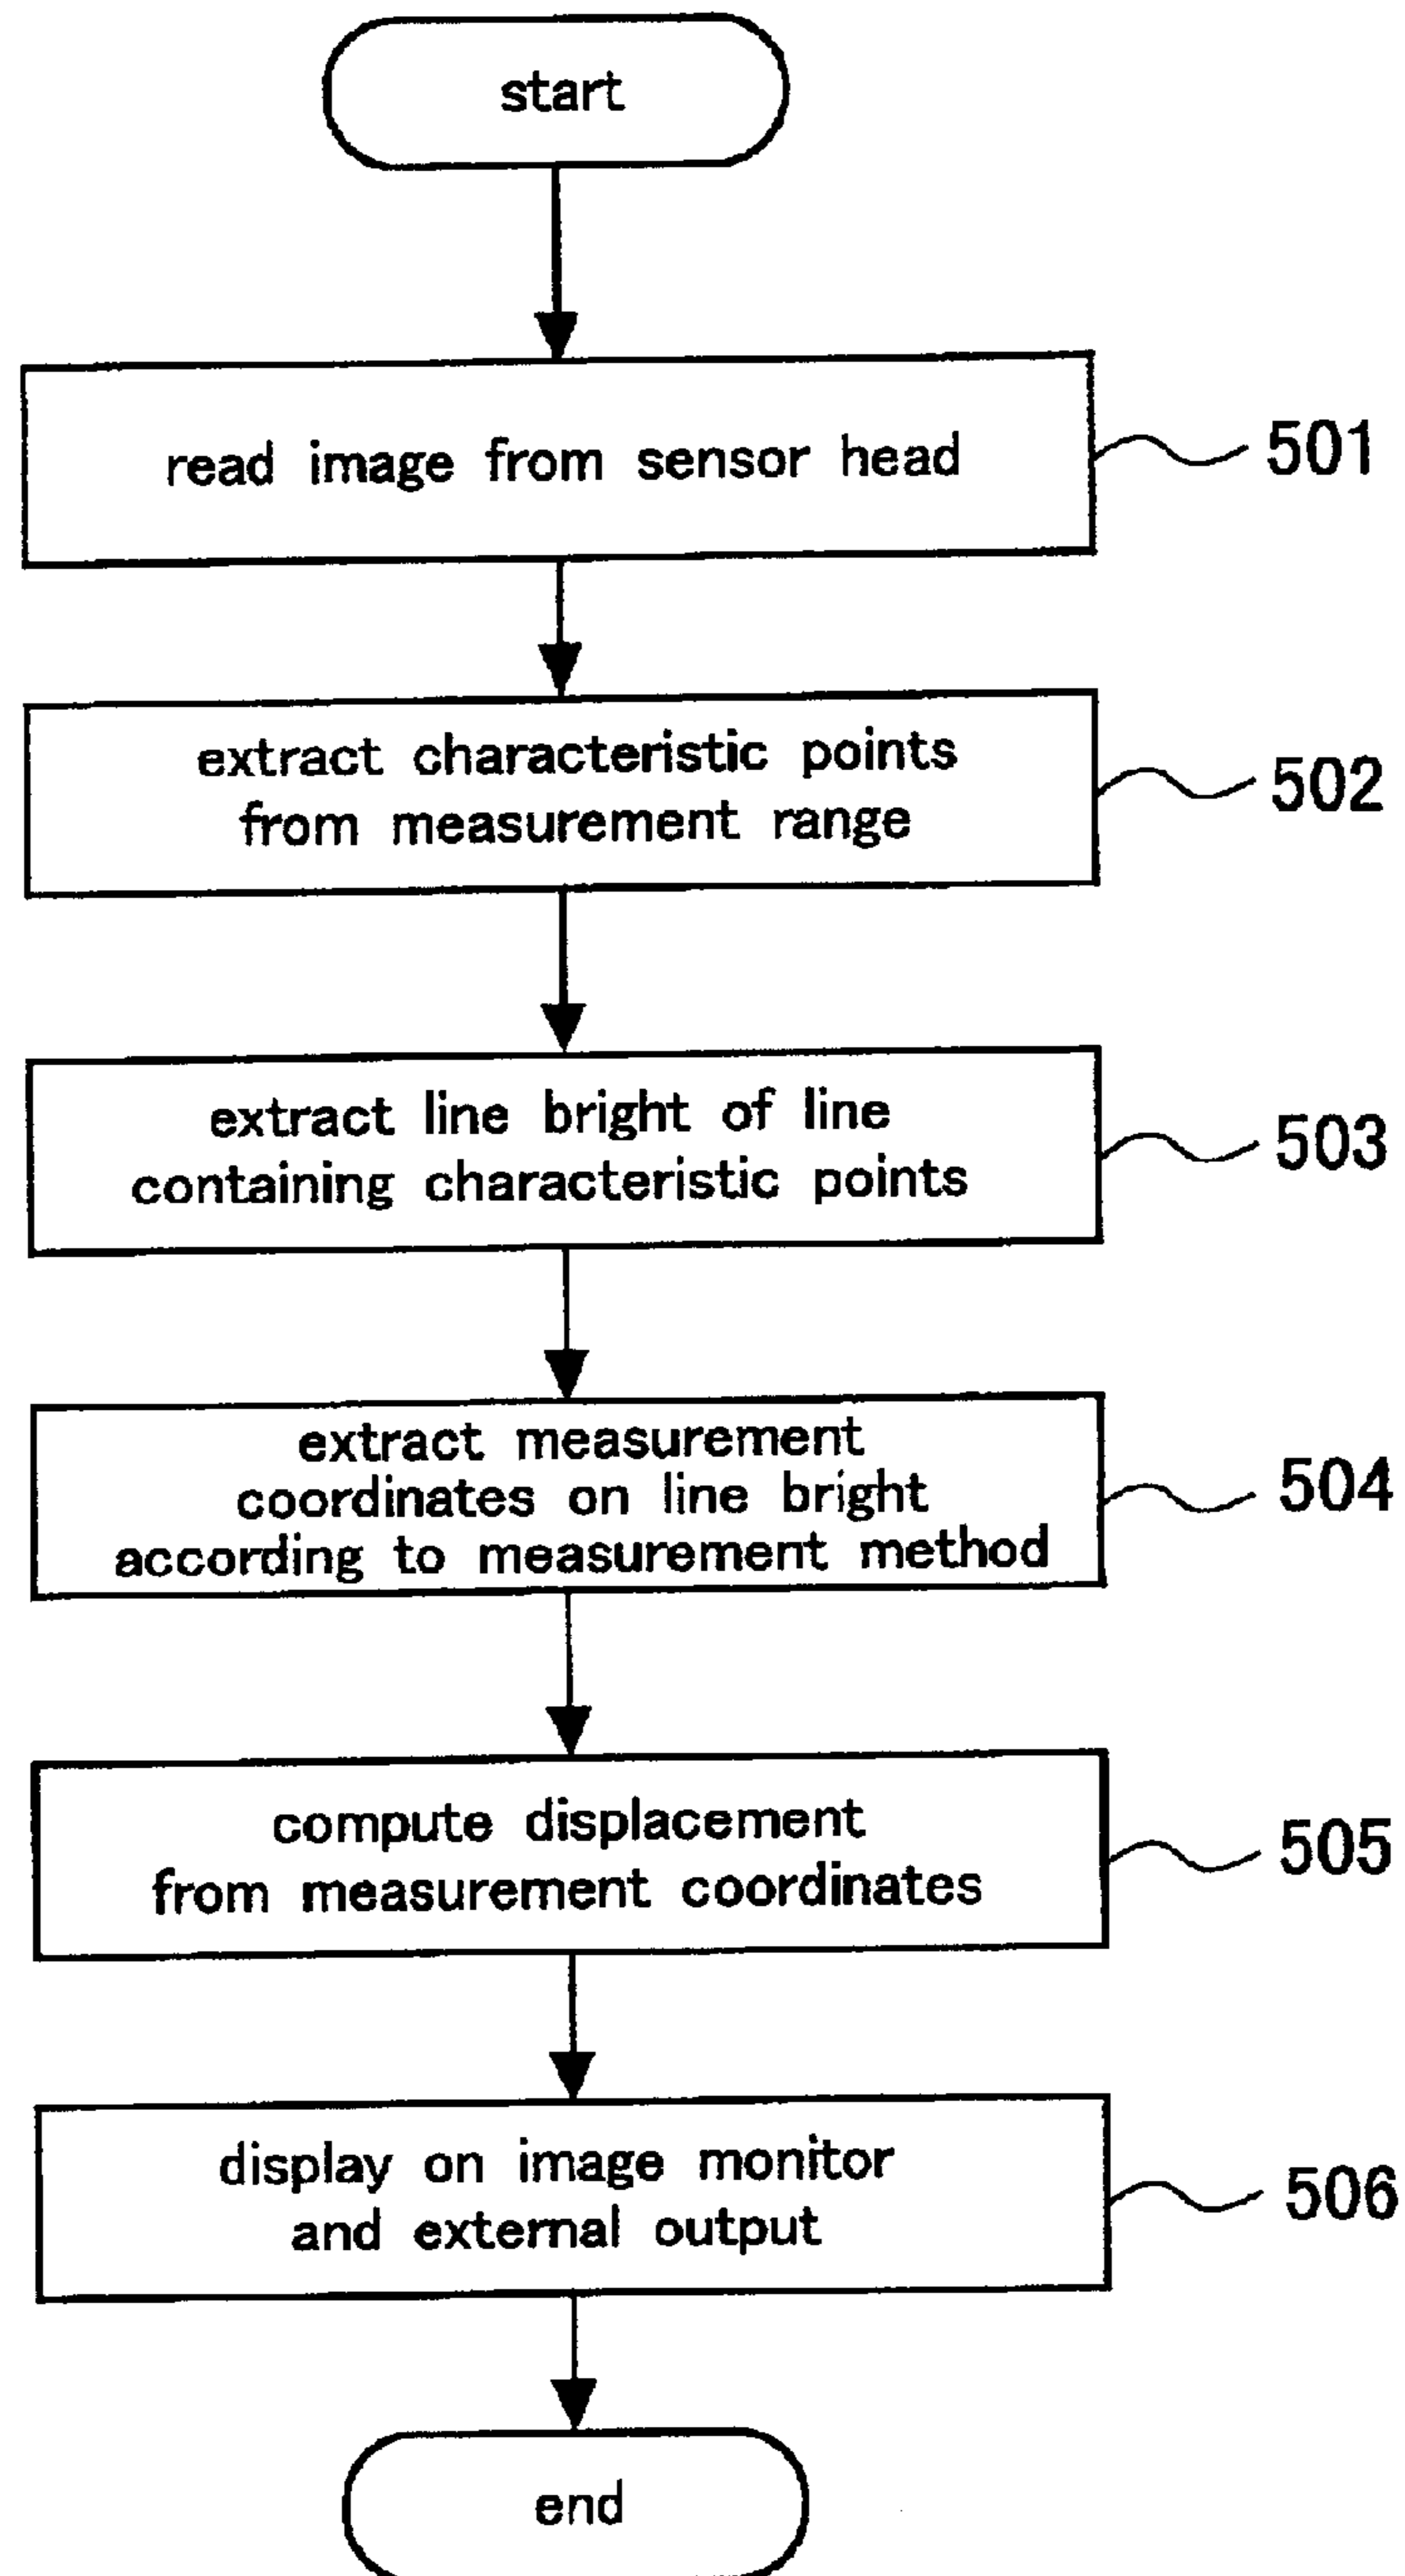 start
read image from sensor head
501
extract characteristic points
from measurement range
502
extract line bright of line
containing characteristic points
503
extract measurement
coordinates on line bright
according to measurement method
504
compute displacement
from measurement coordinates
505
display on image monitor
and external output
506
end